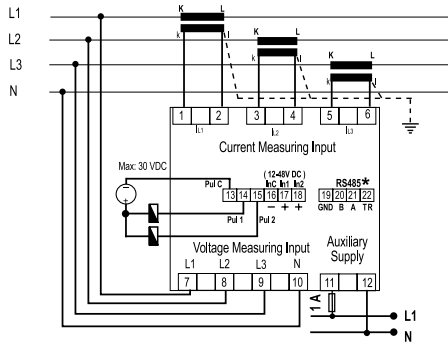 L1
K L
L2
k l K L
L3
k l K L
N
k l
1 2 3 4 5 6
IL1 IL2 IL3
Current Measuring Input
Max: 30 VDC
( 12-48V DC )
InC In1 In2
RS485*
Pul C
13 14 15 16 17 18
19 20 21 22
− + +
GND B A TR
Pul 1 Pul 2
Voltage Measuring Input
Auxiliary
Supply
L1 L2 L3 N
7 8 9 10 11 12
1 A
L1
N